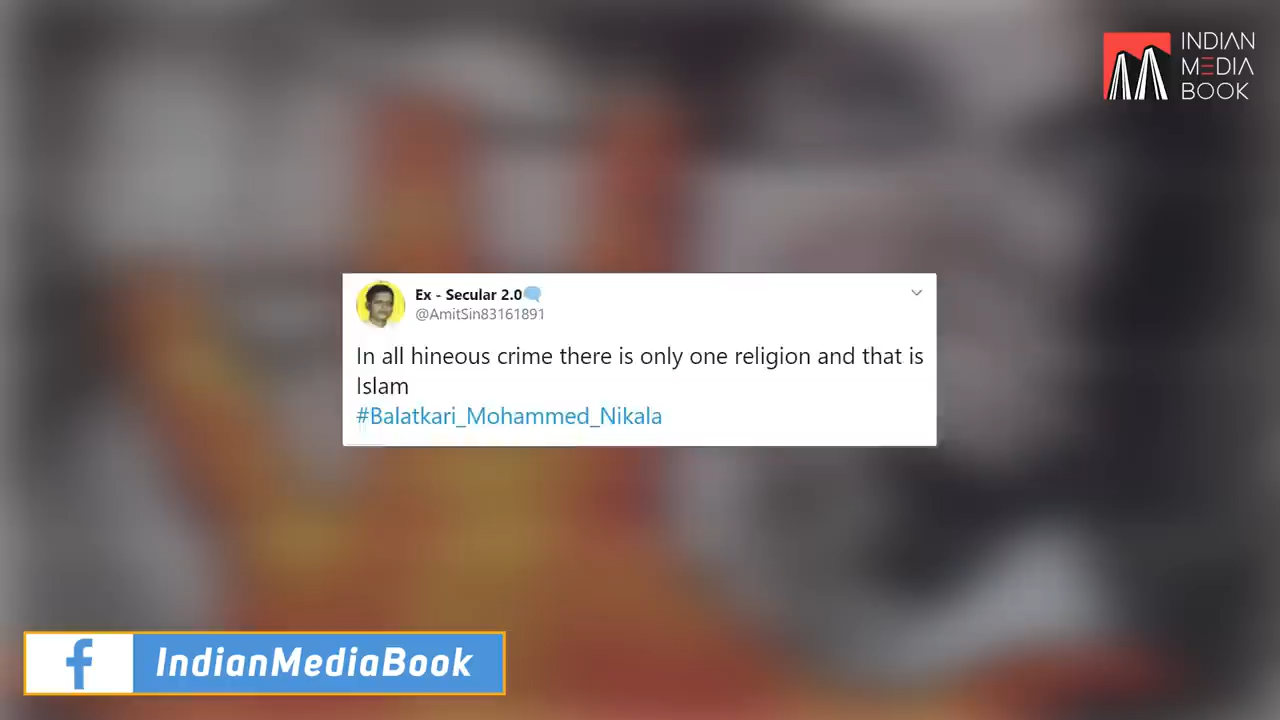 INDIAN
MEDIA
BOOK
Ex - Secular 2.0
@AmitSin83161891
In all hineous crime there is only one religion and that is
Islam
#Balatkari_Mohammed_Nikala
IndianMediaBook